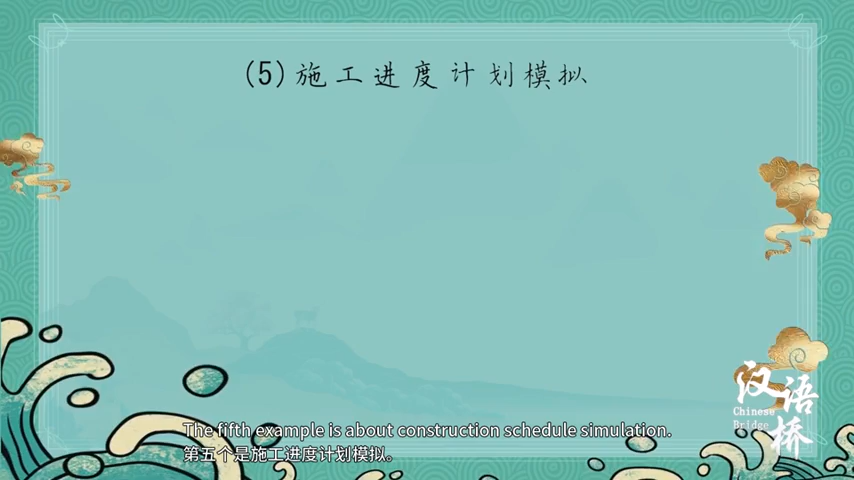 (5)施工进度计划模拟
汉语桥
Chinese
Bridge
The fifth example is about construction schedule simulation.
第五个是施工进度计划模拟。